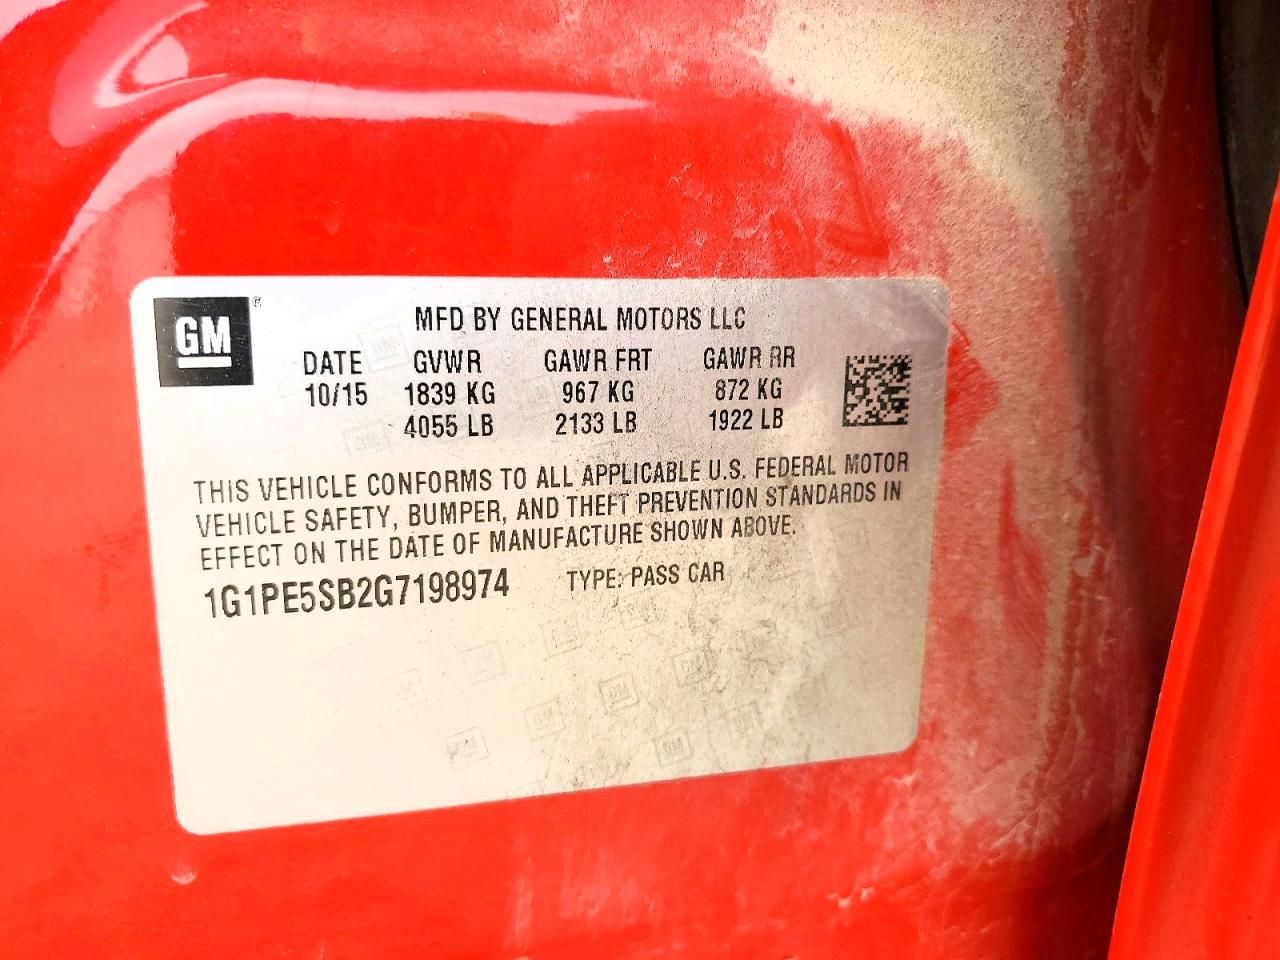 GM ®
MFD BY GENERAL MOTORS LLC
DATE GVWR GAWR FRT GAWR RR
10/15 1839 KG 967 KG 872 KG
4055 LB 2133 LB 1922 LB
THIS VEHICLE CONFORMS TO ALL APPLICABLE U.S. FEDERAL MOTOR
VEHICLE SAFETY, BUMPER, AND THEFT PREVENTION STANDARDS IN
EFFECT ON THE DATE OF MANUFACTURE SHOWN ABOVE.
1G1PE5SB2G7198974 TYPE: PASS CAR